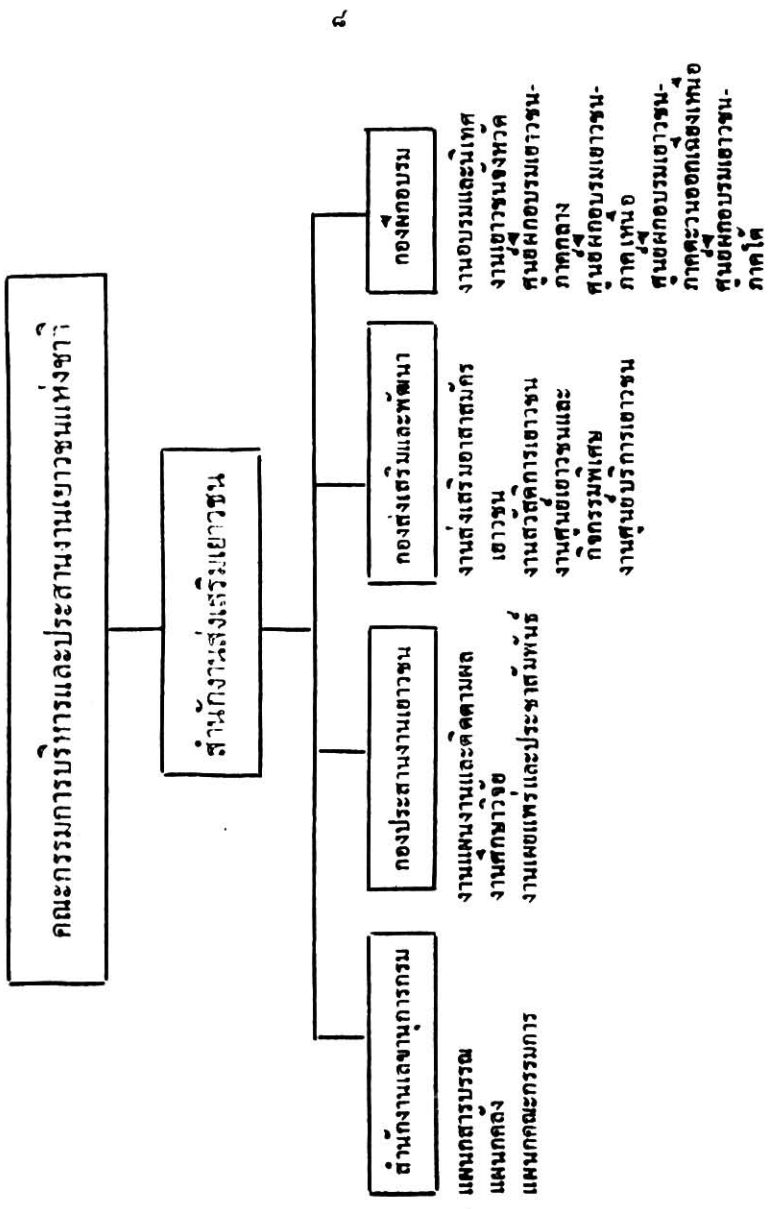 ๘
คณะกรรมการบริการและประสานงานเยาวชนแห่งชาติ
สำนักงานส่งเสริมเยาวชน
สำนักงานเลขานุการกรม
แผนกสารบรรณ
แผนกคลัง
แผนกคณะกรรมการ
กองประสานงานเยาวชน
งานแผนงานและติดตามผล
งานศึกษาวิจัย
งานเผยแพร่และประชาสัมพันธ์
กองส่งเสริมและพัฒนา
งานส่งเสริมอาสาสมัคร
เยาวชน
งานสวัสดิการเยาวชน
งานศูนย์เยาวชนและ
กิจกรรมพิเศษ
งานศูนย์บริการเยาวชน
กองฝึกอบรม
งานอบรมและนิเทศ
งานเยาวชนจังหวัด
ศูนย์ฝึกอบรมเยาวชน-
ภาคกลาง
ศูนย์ฝึกอบรมเยาวชน-
ภาคเหนือ
ศูนย์ฝึกอบรมเยาวชน-
ภาคตะวันออกเฉียงเหนือ
ศูนย์ฝึกอบรมเยาวชน-
ภาคใต้